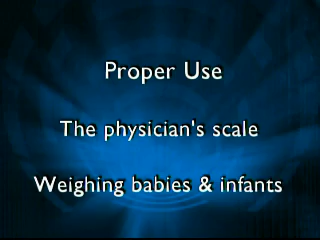 Proper Use
The physician's scale
Weighing babies & infants